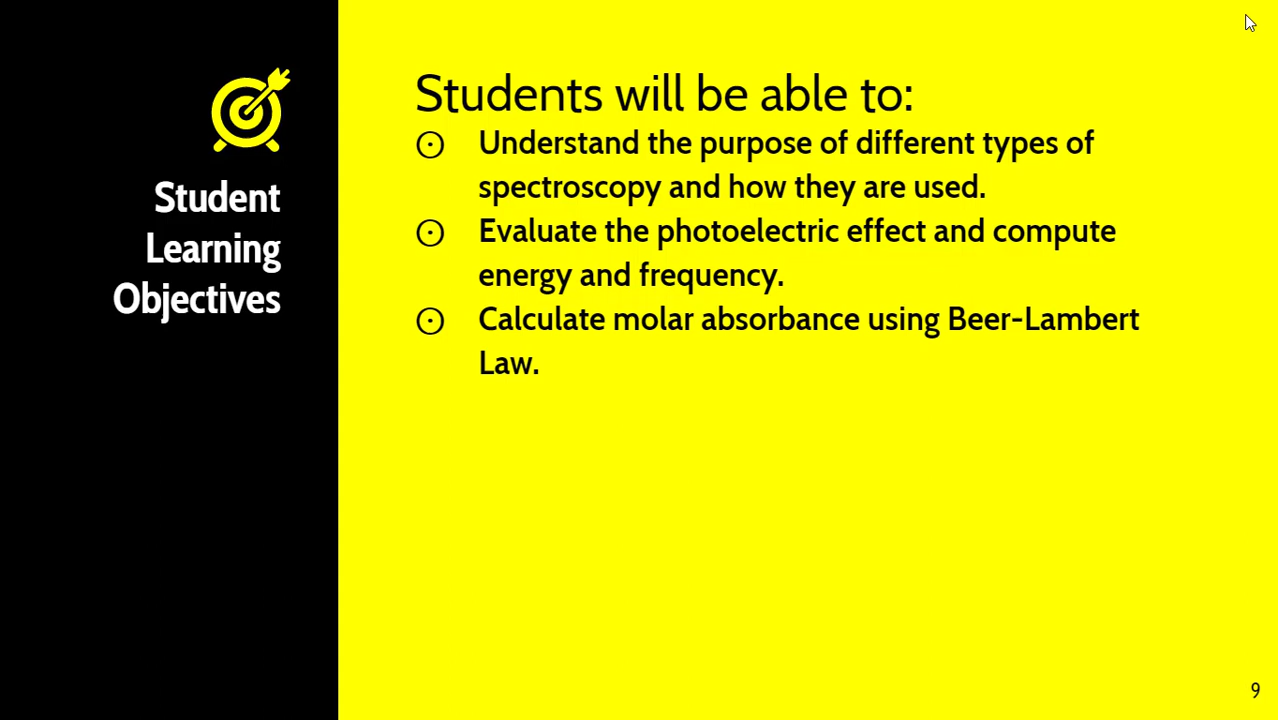 Student
Learning
Objectives
Students will be able to:
Understand the purpose of different types of
spectroscopy and how they are used.
Evaluate the photoelectric effect and compute
energy and frequency.
Calculate molar absorbance using Beer-Lambert
Law.
9